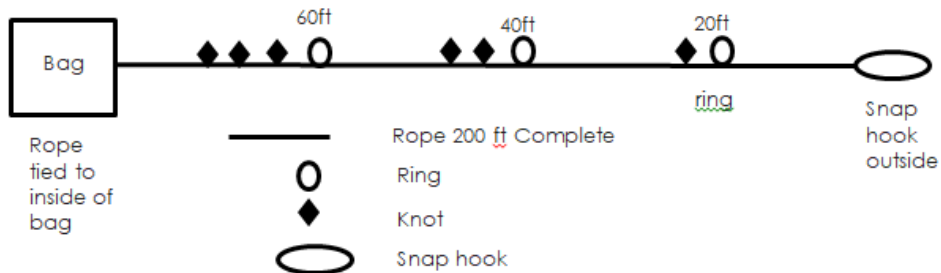 60ft
40ft
20ft
Bag
ring
Snap
hook
outside
Rope
tied to
inside of
bag
Rope 200 ft Complete
Ring
Knot
Snap hook